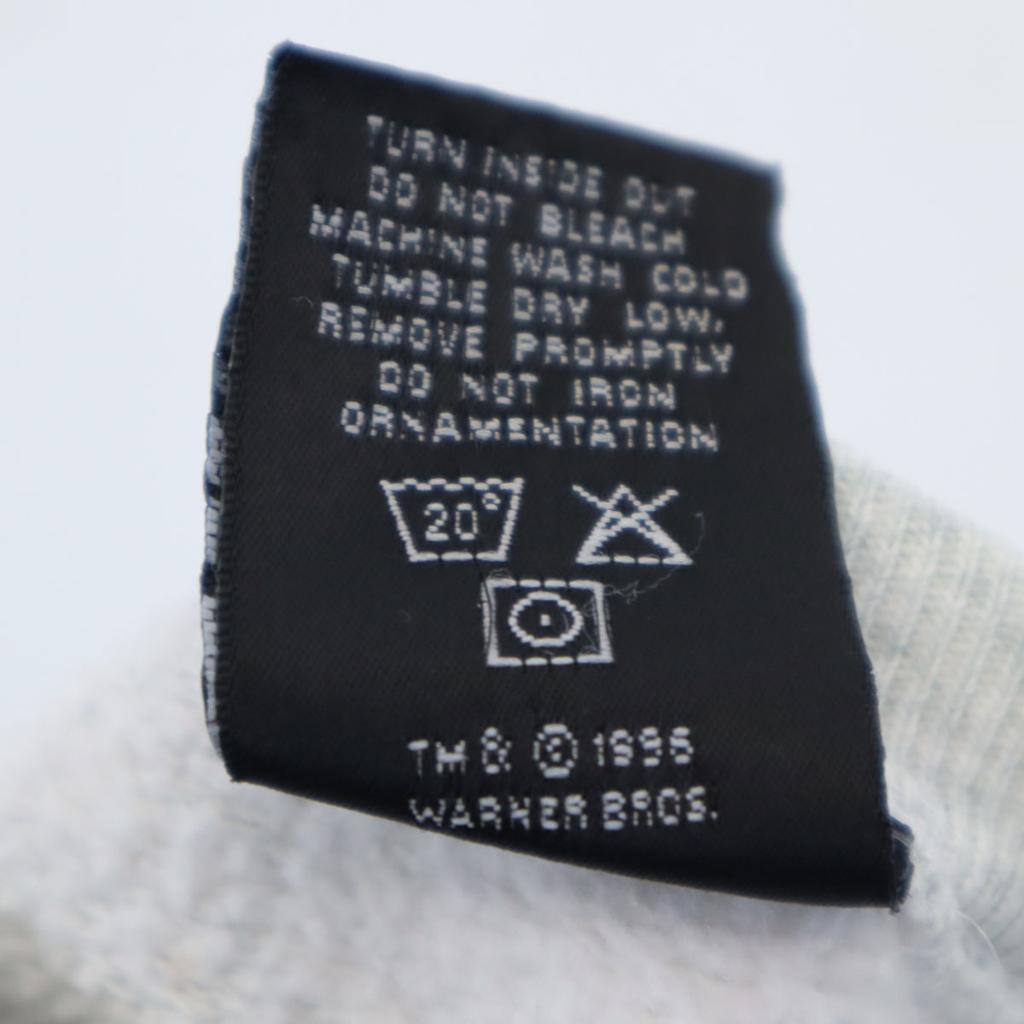 TURN INSIDE OUT
DO NOT BLEACH
MACHINE WASH COLD
TUMBLE DRY LOW,
REMOVE PROMPTLY
DO NOT IRON
ORNAMENTATION
20°
TM & © 1996
WARNER BROS.